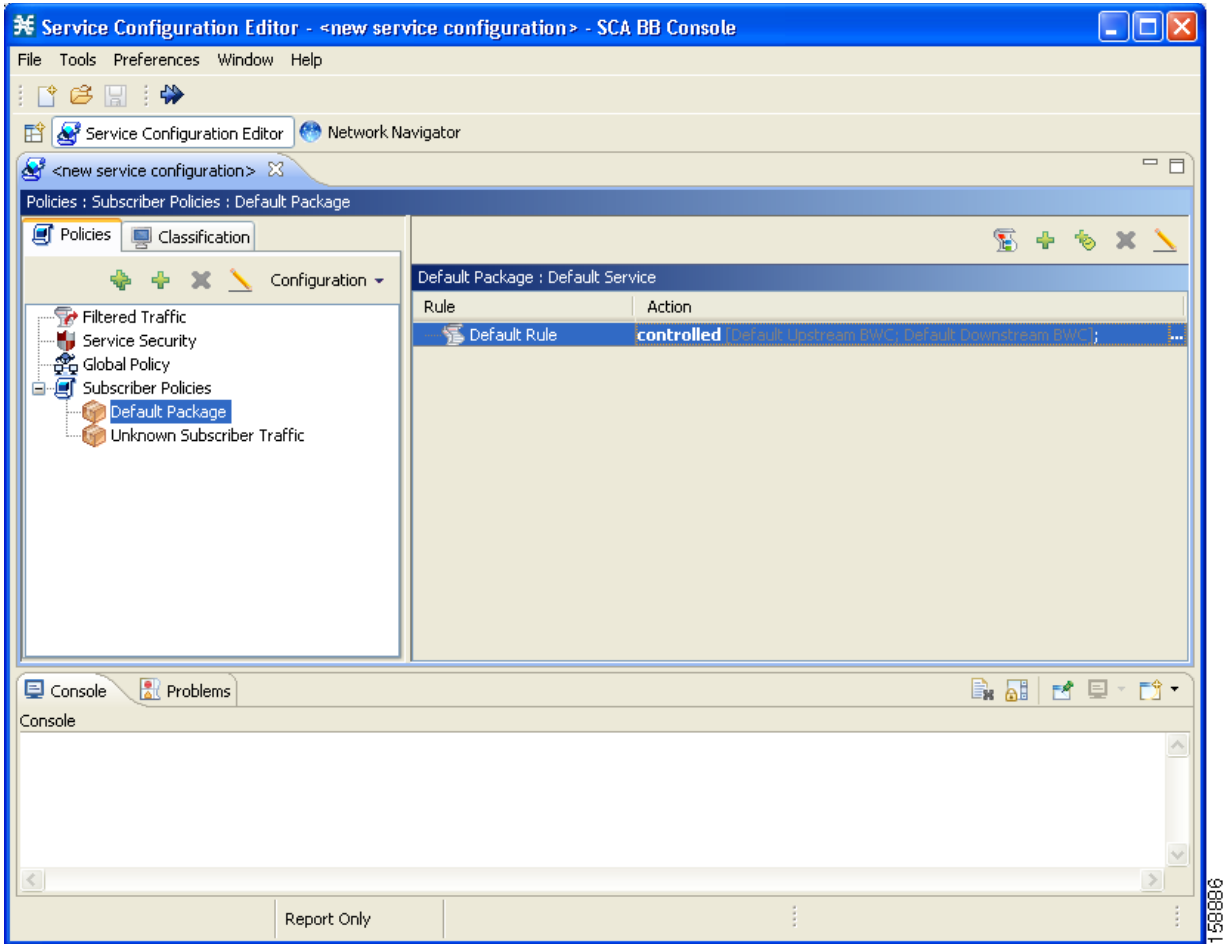 Service Configuration Editor - <new service configuration> - SCA BB Console
File Tools Preferences Window Help
Service Configuration Editor Network Navigator
<new service configuration>
Policies : Subscriber Policies : Default Package
Policies Classification
Configuration
Filtered Traffic
Service Security
Global Policy
Subscriber Policies
Default Package
Unknown Subscriber Traffic
Default Package : Default Service
Rule Action
Default Rule controlled [Default Upstream BWC; Default Downstream BWC]; ...
Console Problems
Console
Report Only
158886